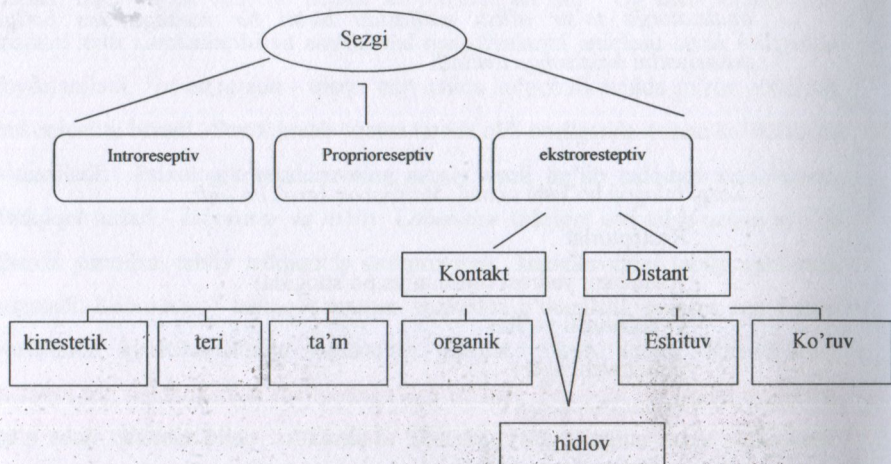 Sezgi
Introreseptiv
Proprioreseptiv
ekstroresteptiv
Kontakt
Distant
kinestetik
teri
ta’m
organik
Eshituv
Ko’ruv
hidlov